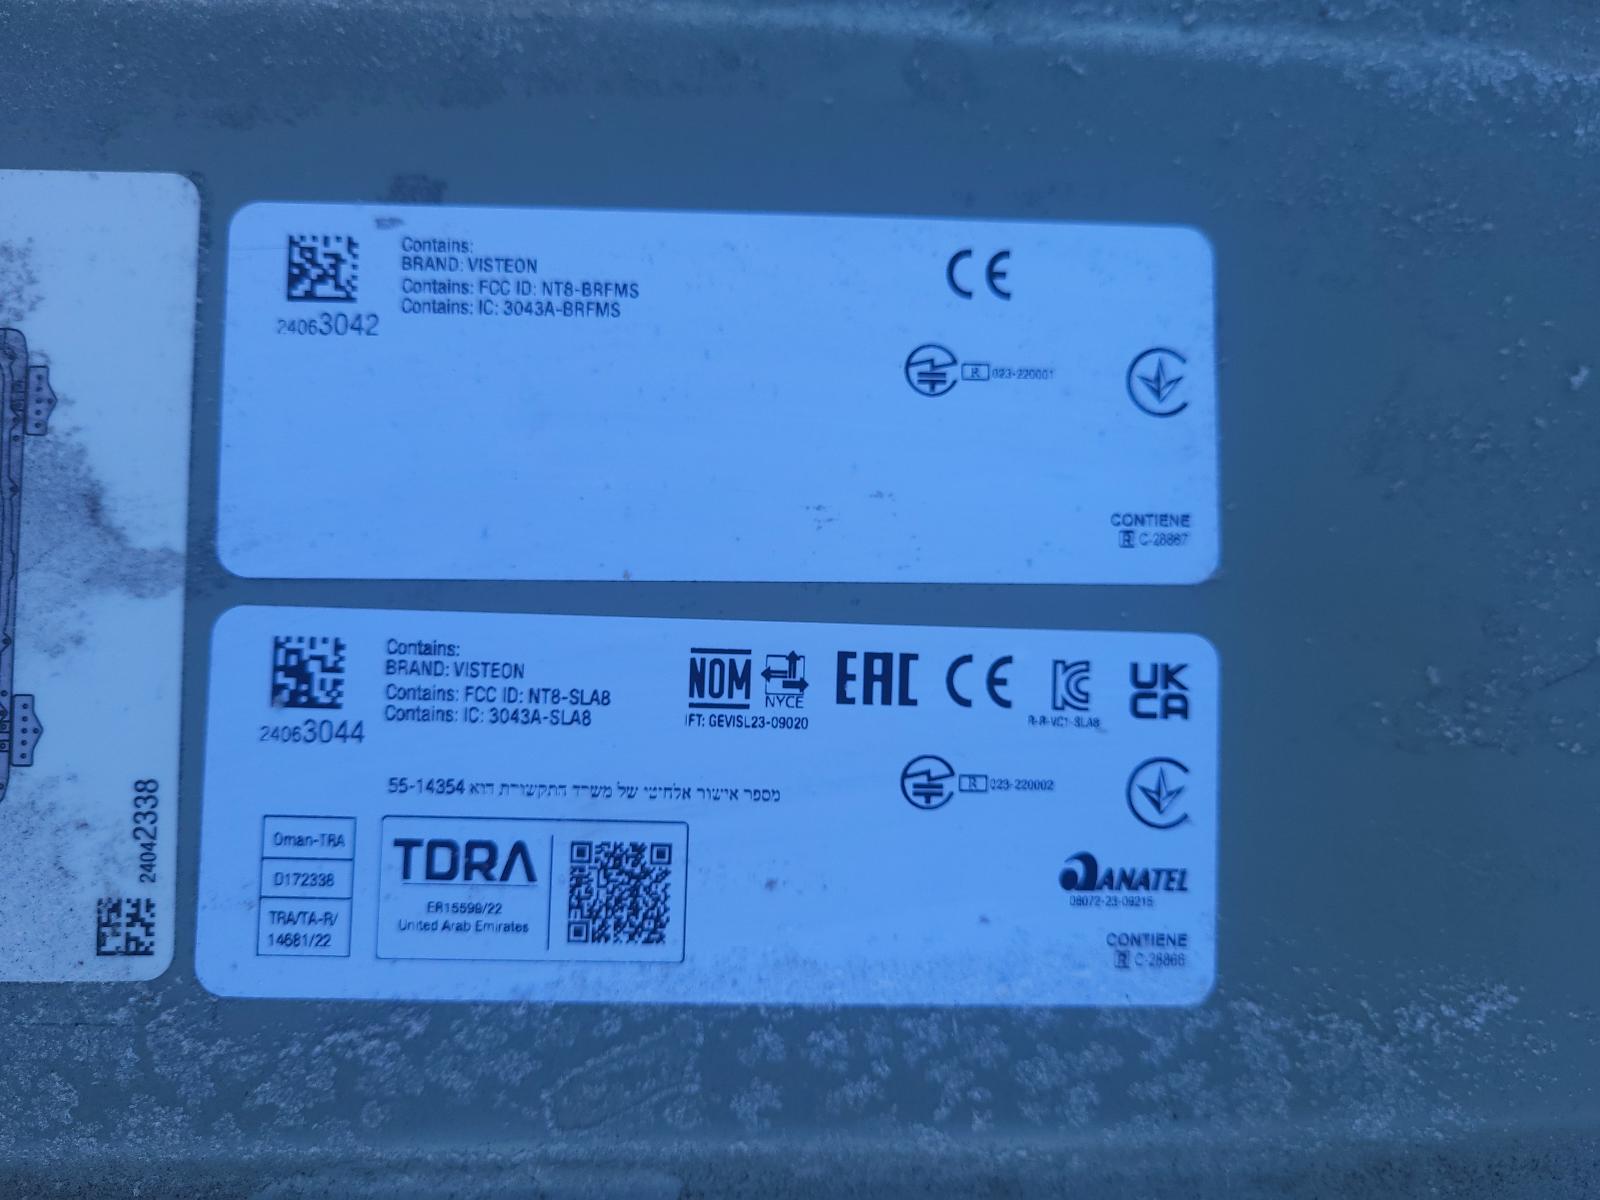 Contains:
BRAND: VISTEON
Contains: FCC ID: NT8-BRFMS
Contains: IC: 3043A-BRFMS
24063042
CE
R 023-220001
CONTIENE
R C-28867
Contains:
BRAND: VISTEON
Contains: FCC ID: NT8-SLA8
Contains: IC: 3043A-SLA8
24063044
NOM
NYCE
IFT: GEVISL23-09020
EAC
CE
KC
R-R-VC1-SLA8
UK
CA
מספר אישור אלחוטי של משרד התקשורת הוא 55-14354
R 023-220002
Oman-TRA
D172338
TRA/TA-R/
14681/22
TDRA
ER15599/22
United Arab Emirates
ANATEL
08072-23-09215
CONTIENE
R C-28866
24042338